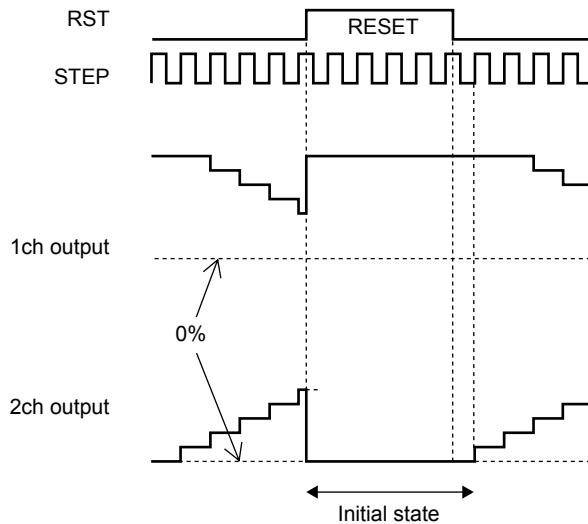 RST
RESET
STEP
1ch output
0%
2ch output
Initial state